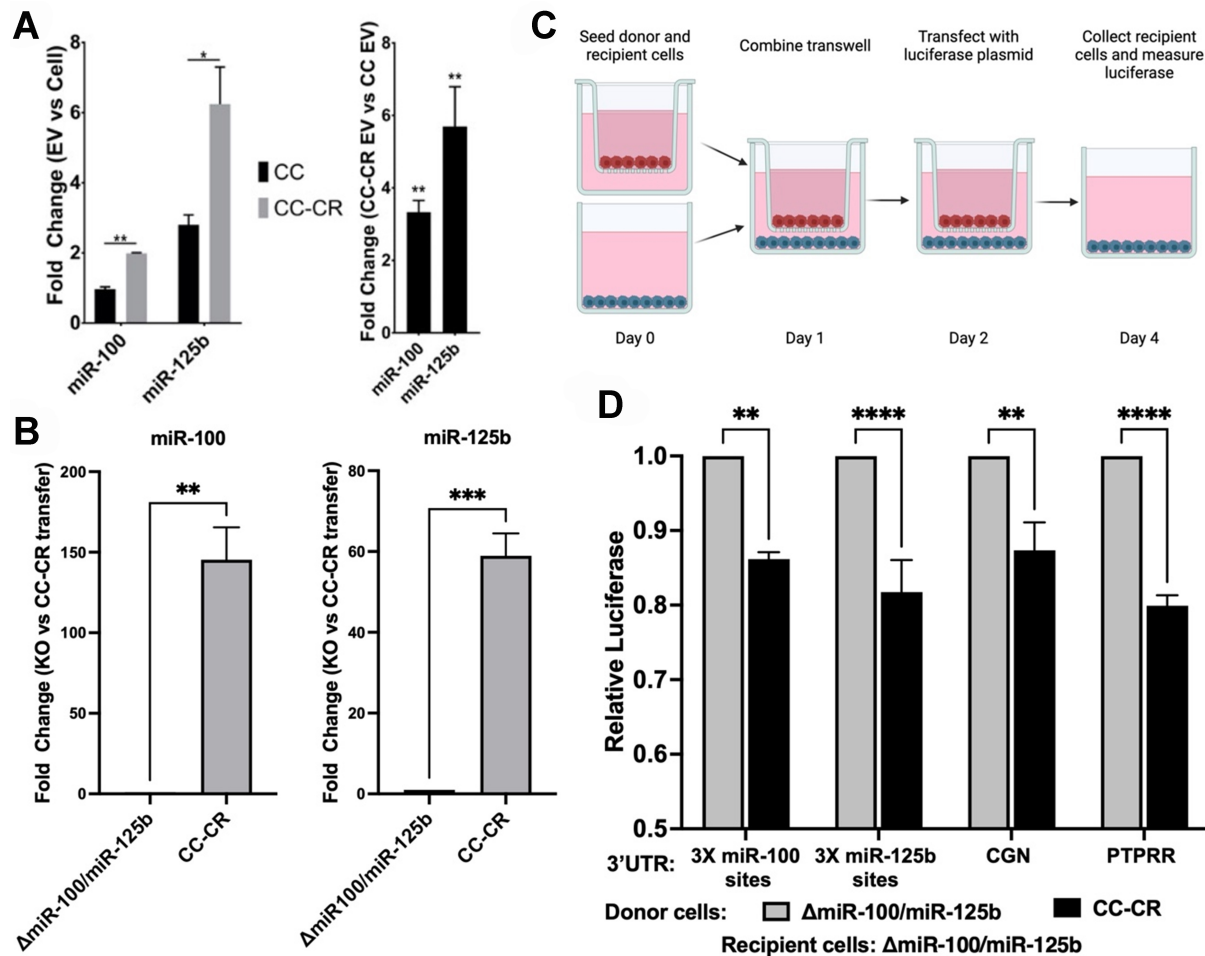 A
Fold Change (EV vs Cell)
8
6
4
2
0
**
*
miR-100
miR-125b
CC
CC-CR
Fold Change (CC-CR EV vs CC EV)
8
6
4
2
0
**
**
miR-100
miR-125b
C
Seed donor and
recipient cells
Combine transwell
Transfect with
luciferase plasmid
Collect recipient
cells and measure
luciferase
Day 0
Day 1
Day 2
Day 4
B
miR-100
Fold Change (KO vs CC-CR transfer)
200
150
100
50
0
**
ΔmiR-100/miR-125b
CC-CR
miR-125b
Fold Change (KO vs CC-CR transfer)
80
60
40
20
0
***
ΔmiR100/miR-125b
CC-CR
D
Relative Luciferase
1.0
0.9
0.8
0.7
0.6
0.5
**
****
**
****
3'UTR:
3X miR-100
sites
3X miR-125b
sites
CGN
PTPRR
Donor cells:
ΔmiR-100/miR-125b
CC-CR
Recipient cells: ΔmiR-100/miR-125b